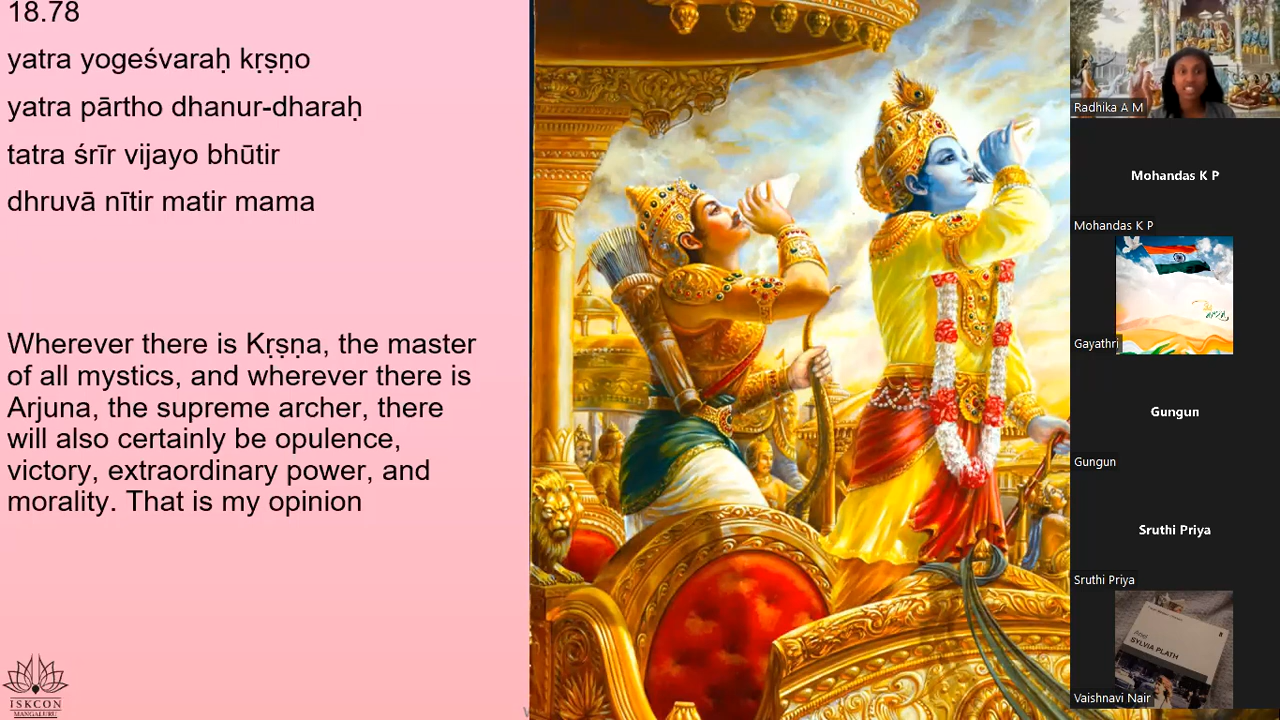 18.78
yatra yogeśvaraḥ kṛṣṇo
yatra pārtho dhanur-dharaḥ
tatra śrīr vijayo bhūtir
dhruvā nītir matir mama
Wherever there is Kṛṣṇa, the master
of all mystics, and wherever there is
Arjuna, the supreme archer, there
will also certainly be opulence,
victory, extraordinary power, and
morality. That is my opinion
ISKCON
MANGALURU
Radhika A M
Mohandas K P
Mohandas K P
Gayathri
Gungun
Gungun
Sruthi Priya
Sruthi Priya
Ariel
SYLVIA PLATH
Vaishnavi Nair